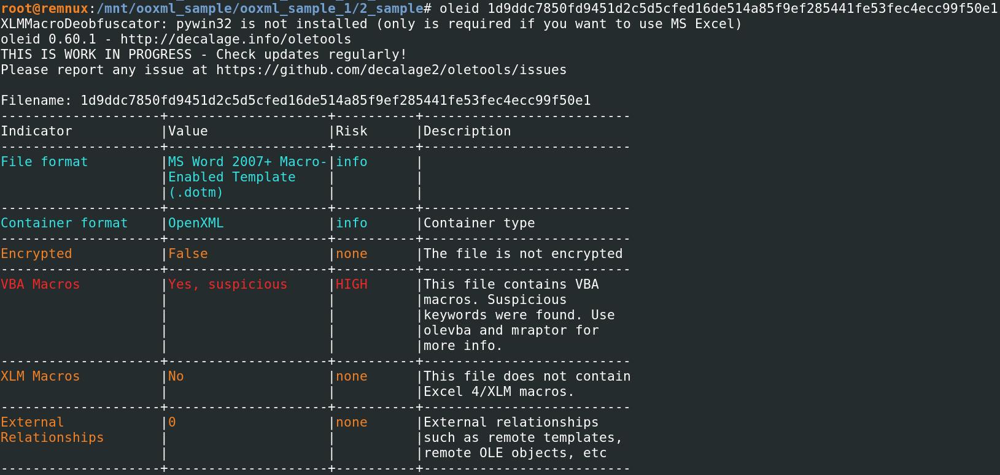 root@remnux:/mnt/ooxml_sample/ooxml_sample_1/2_sample# oleid 1d9ddc7850fd9451d2c5d5cfed16de514a85f9ef285441fe53fec4ecc99f50e1
XLMMacroDeobfuscator: pywin32 is not installed (only is required if you want to use MS Excel)
oleid 0.60.1 - http://decalage.info/oletools
THIS IS WORK IN PROGRESS - Check updates regularly!
Please report any issue at https://github.com/decalage2/oletools/issues

Filename: 1d9ddc7850fd9451d2c5d5cfed16de514a85f9ef285441fe53fec4ecc99f50e1
--------------------+--------------------+----------+--------------------------
Indicator           |Value               |Risk      |Description
--------------------+--------------------+----------+--------------------------
File format         |MS Word 2007+ Macro-|info      |
                    |Enabled Template    |          |
                    |(.dotm)             |          |
--------------------+--------------------+----------+--------------------------
Container format    |OpenXML             |info      |Container type
--------------------+--------------------+----------+--------------------------
Encrypted           |False               |none      |The file is not encrypted
--------------------+--------------------+----------+--------------------------
VBA Macros          |Yes, suspicious     |HIGH      |This file contains VBA
                    |                    |          |macros. Suspicious
                    |                    |          |keywords were found. Use
                    |                    |          |olevba and mraptor for
                    |                    |          |more info.
--------------------+--------------------+----------+--------------------------
XLM Macros          |No                  |none      |This file does not contain
                    |                    |          |Excel 4/XLM macros.
--------------------+--------------------+----------+--------------------------
External            |0                   |none      |External relationships
Relationships       |                    |          |such as remote templates,
                    |                    |          |remote OLE objects, etc
--------------------+--------------------+----------+--------------------------